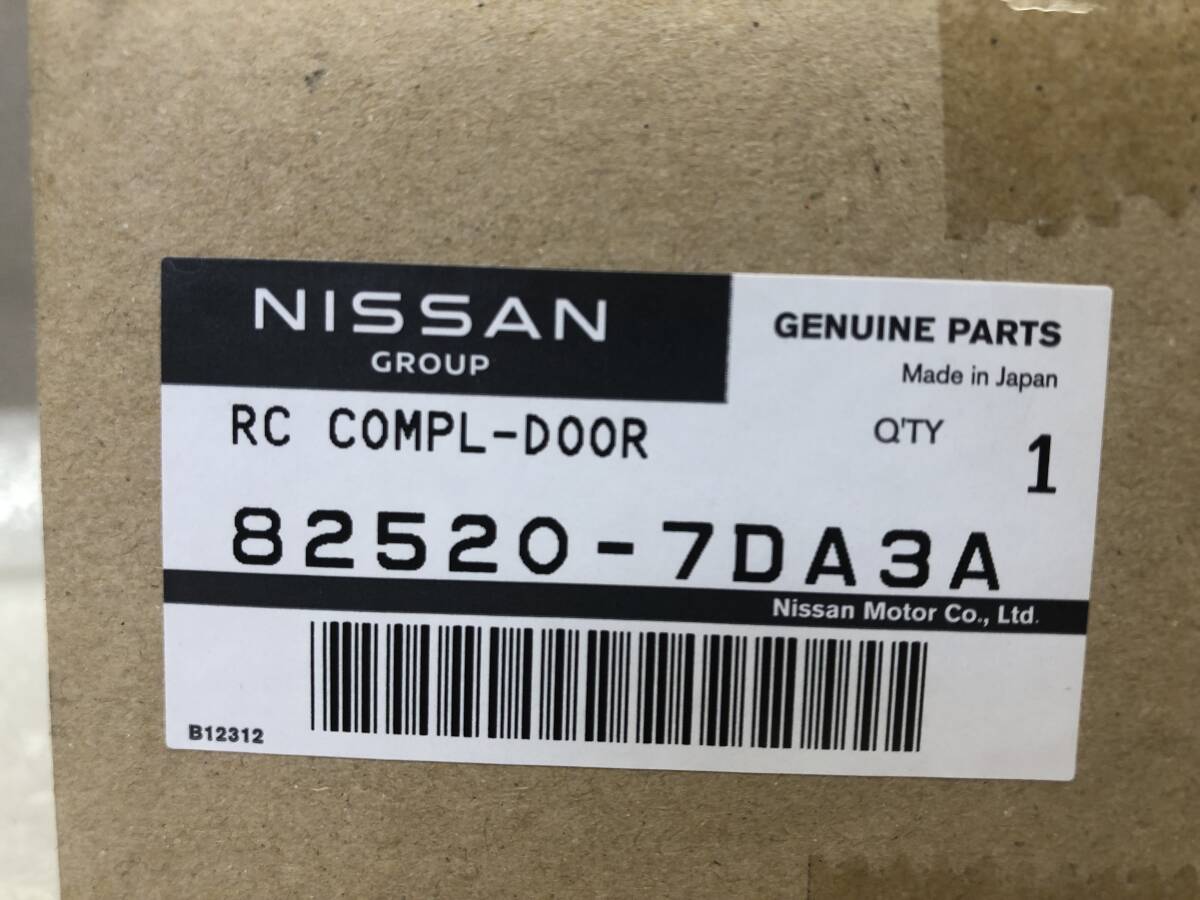 NISSAN
GROUP
GENUINE PARTS
Made in Japan
RC COMPL-DOOR
Q'TY 1
82520-7DA3A
Nissan Motor Co., Ltd.
B12312